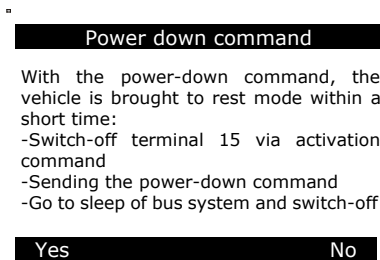 Power down command
With the power-down command, the
vehicle is brought to rest mode within a
short time:
-Switch-off terminal 15 via activation
command
-Sending the power-down command
-Go to sleep of bus system and switch-off
Yes No